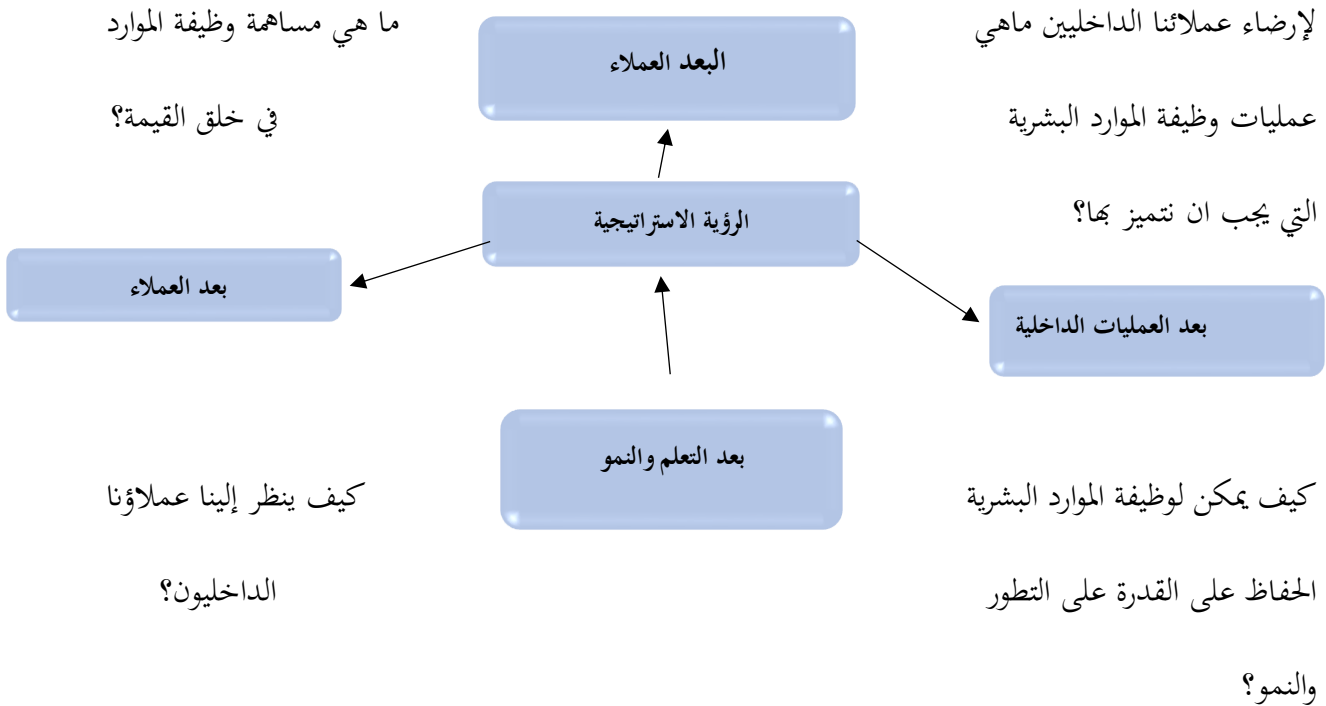 لإرضاء عملائنا الداخليين ماهي
عمليات وظيفة الموارد البشرية
التي يجب ان نتميز بها؟
البعد العملاء
ما هي مساهمة وظيفة الموارد
في خلق القيمة؟
الرؤية الاستراتيجية
بعد العمليات الداخلية
بعد العملاء
بعد التعلم والنمو
كيف يمكن لوظيفة الموارد البشرية
الحفاظ على القدرة على التطور
والنمو؟
كيف ينظر إلينا عملاؤنا
الداخليون؟